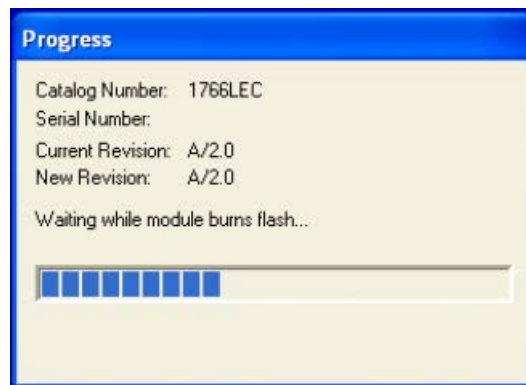 Progress
Catalog Number: 1766LEC
Serial Number:
Current Revision: A/2.0
New Revision: A/2.0
Waiting while module burns flash...